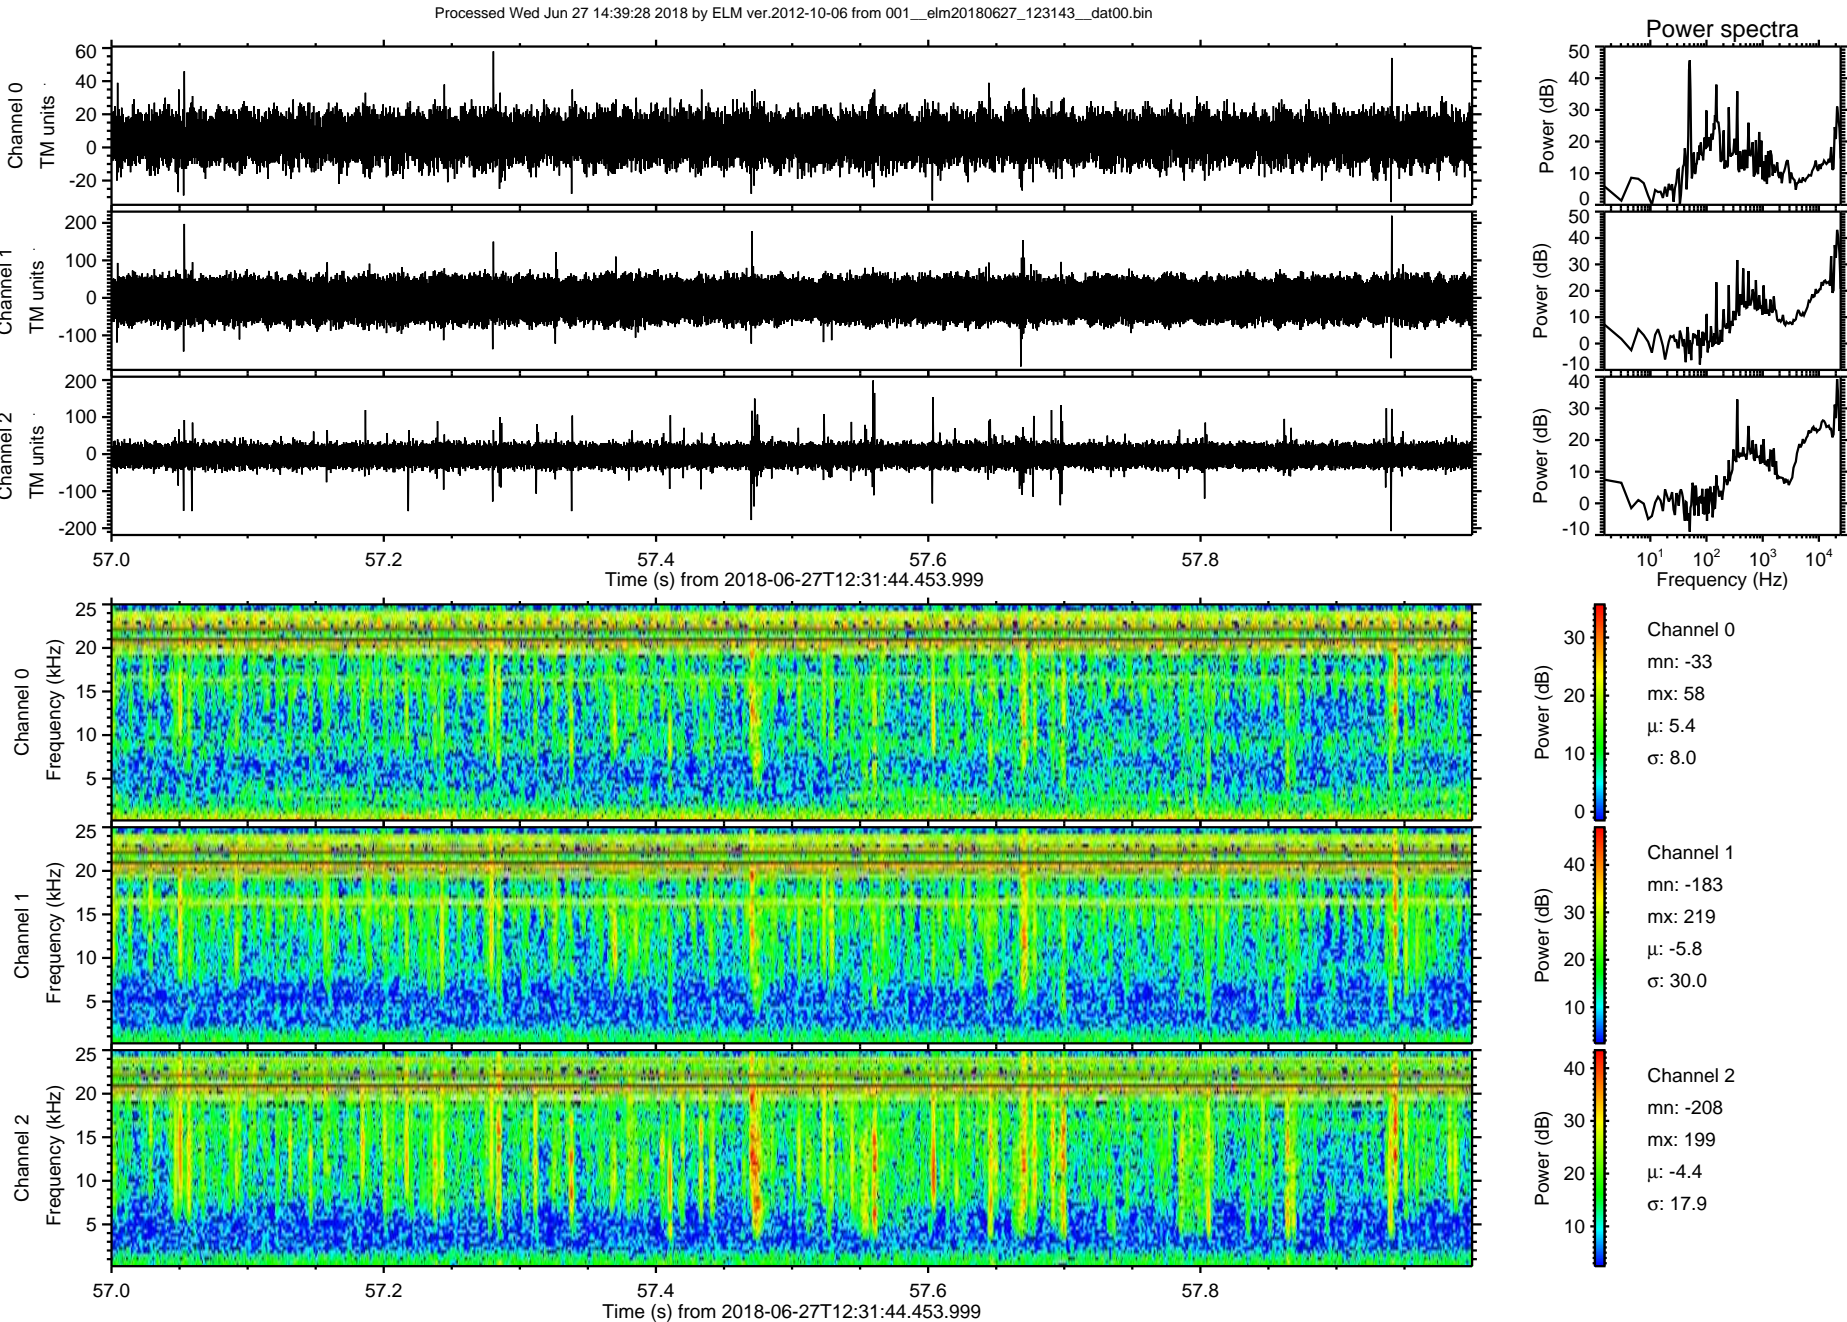 Processed Wed Jun 27 14:39:28 2018 by ELM ver.2012-10-06 from 001__elm20180627_123143__dat00.bin
Power spectra
Channel 0
TM units
60
40
20
0
-20
Power (dB)
50
40
30
20
10
0
Channel 1
TM units
200
100
0
-100
Power (dB)
50
40
30
20
10
0
-10
Channel 2
TM units
200
100
0
-100
-200
Power (dB)
40
30
20
10
0
-10
57.0 57.2 57.4 57.6 57.8
Time (s) from 2018-06-27T12:31:44.453.999
10¹ 10² 10³ 10⁴
Frequency (Hz)
Channel 0
Frequency (kHz)
25
20
15
10
5
Power (dB)
30
20
10
0
Channel 0
mn: -33
mx: 58
μ: 5.4
σ: 8.0
Channel 1
Frequency (kHz)
25
20
15
10
5
Power (dB)
40
30
20
10
Channel 1
mn: -183
mx: 219
μ: -5.8
σ: 30.0
Channel 2
Frequency (kHz)
25
20
15
10
5
Power (dB)
40
30
20
10
Channel 2
mn: -208
mx: 199
μ: -4.4
σ: 17.9
57.0 57.2 57.4 57.6 57.8
Time (s) from 2018-06-27T12:31:44.453.999